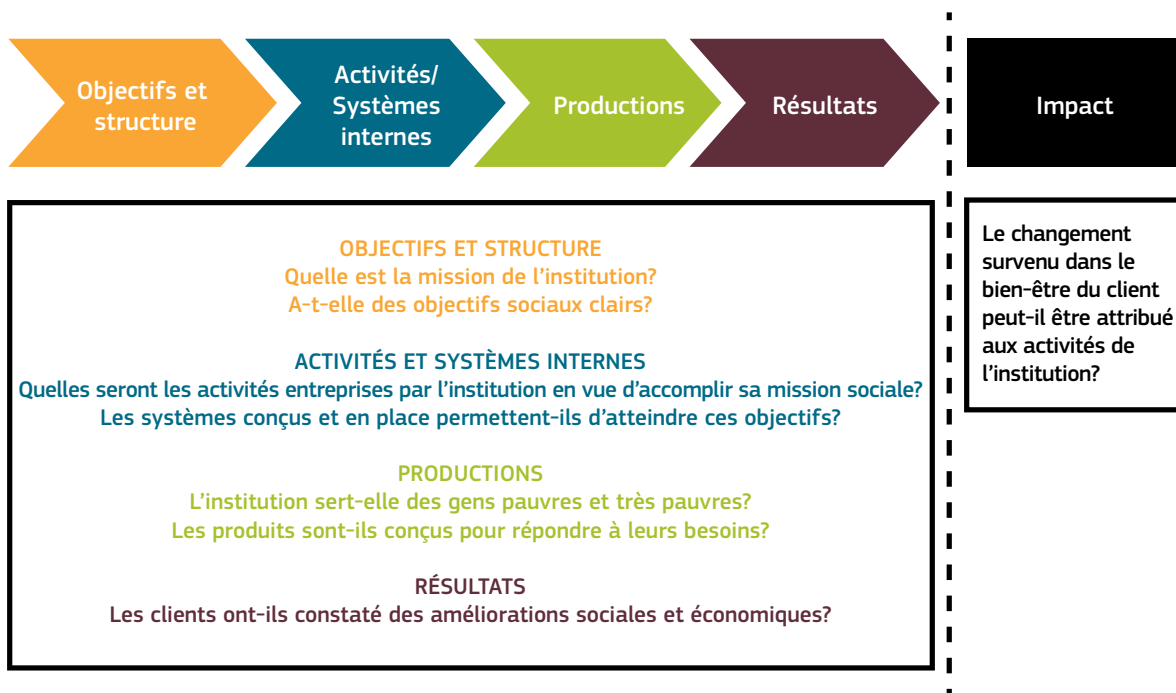 Objectifs et
structure
Activités/
Systèmes
internes
Productions
Résultats
Impact
OBJECTIFS ET STRUCTURE
Quelle est la mission de l’institution?
A-t-elle des objectifs sociaux clairs?
ACTIVITÉS ET SYSTÈMES INTERNES
Quelles seront les activités entreprises par l’institution en vue d’accomplir sa mission sociale?
Les systèmes conçus et en place permettent-ils d’atteindre ces objectifs?
PRODUCTIONS
L’institution sert-elle des gens pauvres et très pauvres?
Les produits sont-ils conçus pour répondre à leurs besoins?
RÉSULTATS
Les clients ont-ils constaté des améliorations sociales et économiques?
Le changement
survenu dans le
bien-être du client
peut-il être attribué
aux activités de
l’institution?